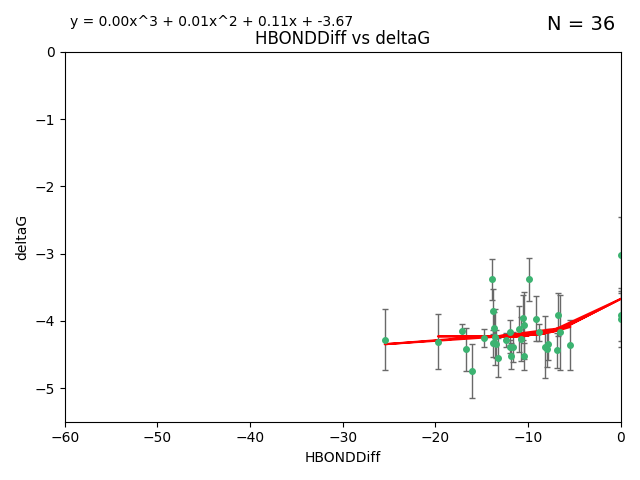 y = 0.00x^3 + 0.01x^2 + 0.11x + -3.67
N = 36
HBONDDiff vs deltaG
0
−1
−2
−3
−4
−5
deltaG
−60 −50 −40 −30 −20 −10 0
HBONDDiff